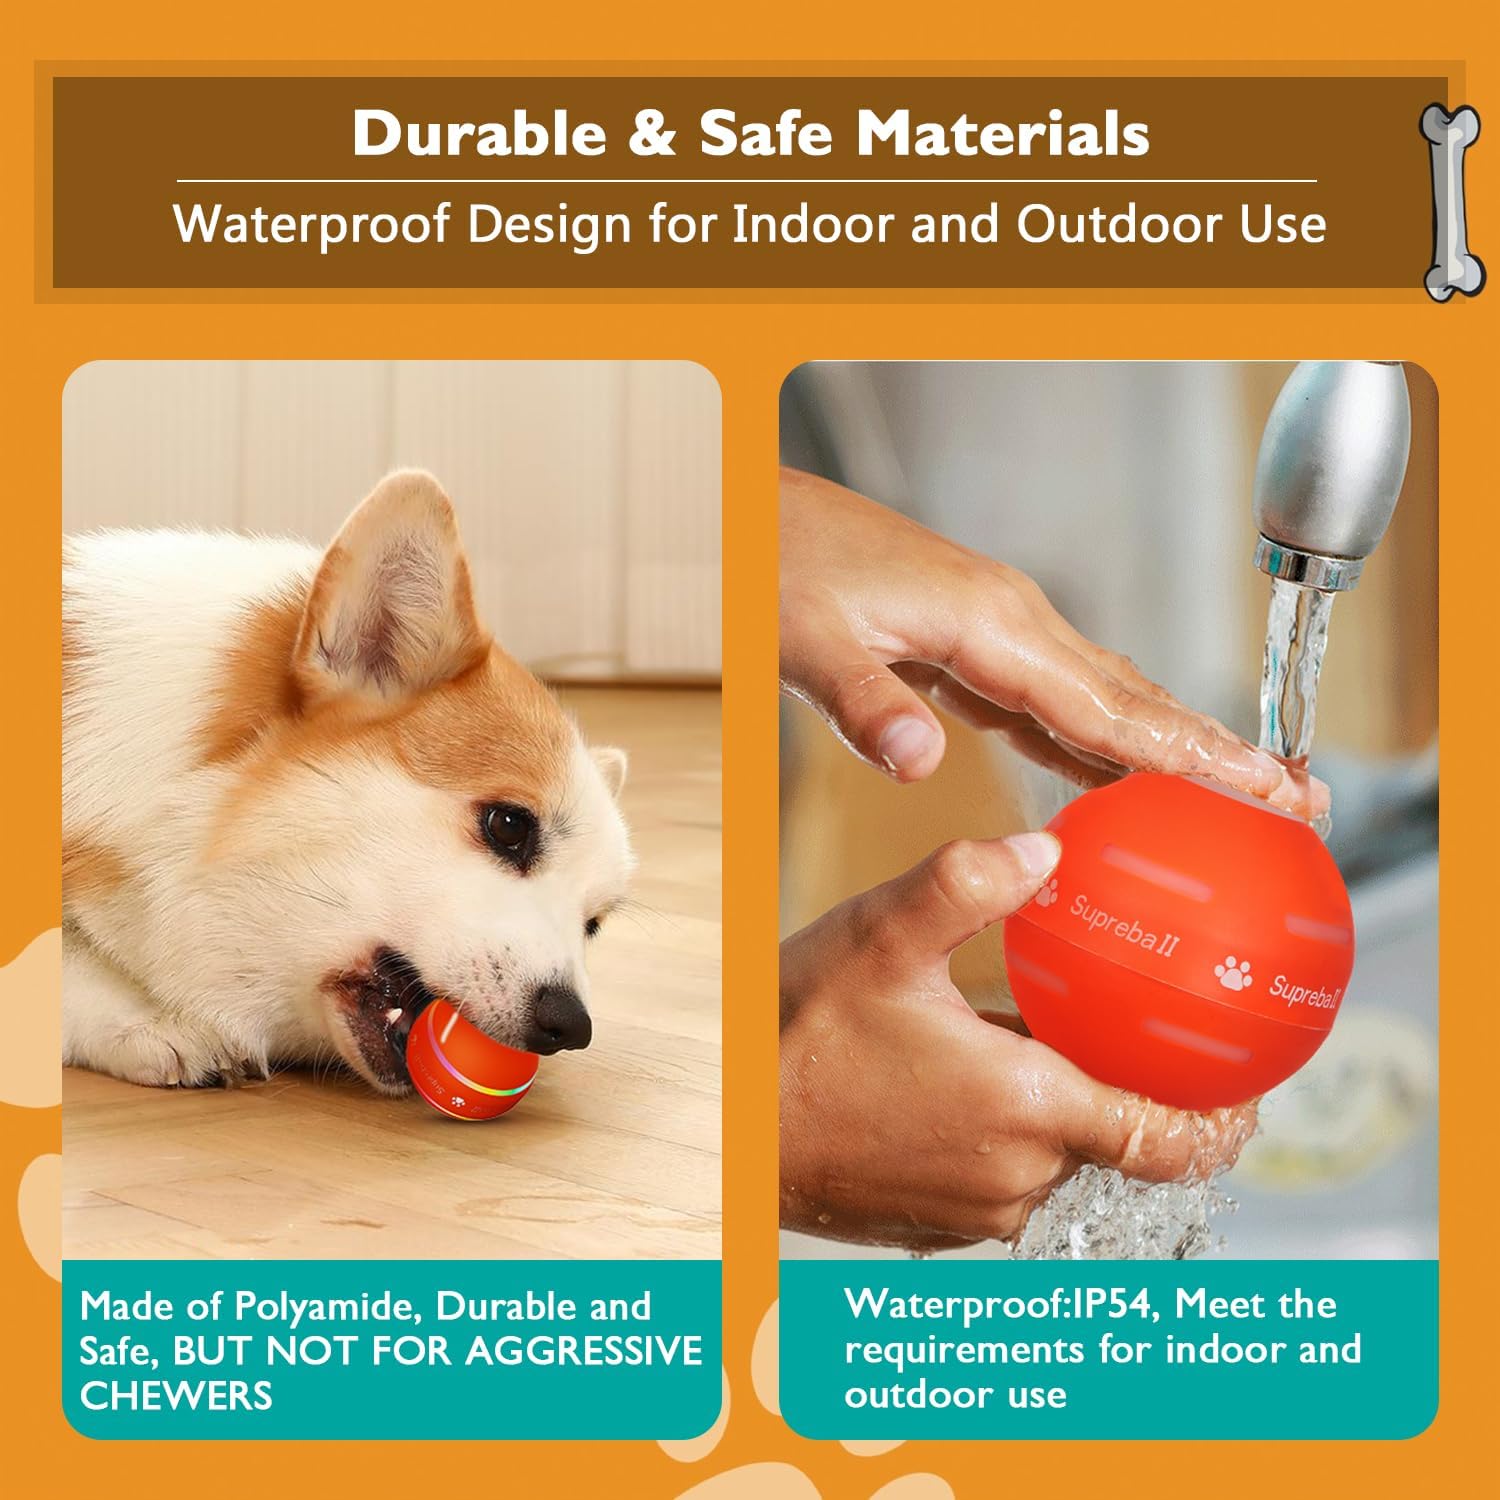 Durable & Safe Materials
Waterproof Design for Indoor and Outdoor Use
Supreba II
Supreba II
Made of Polyamide, Durable and
Safe, BUT NOT FOR AGGRESSIVE
CHEWERS
Waterproof:IP54, Meet the
requirements for indoor and
outdoor use